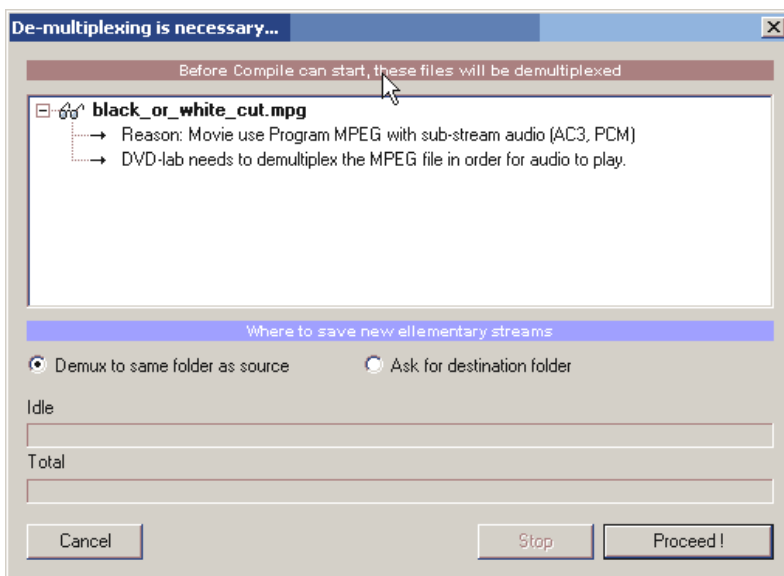 De-multiplexing is necessary...
Before Compile can start, these files will be demultiplexed
black_or_white_cut.mpg
Reason: Movie use Program MPEG with sub-stream audio (AC3, PCM)
DVD-lab needs to demultiplex the MPEG file in order for audio to play.
Where to save new ellementary streams
Demux to same folder as source
Ask for destination folder
Idle
Total
Cancel
Stop
Proceed !